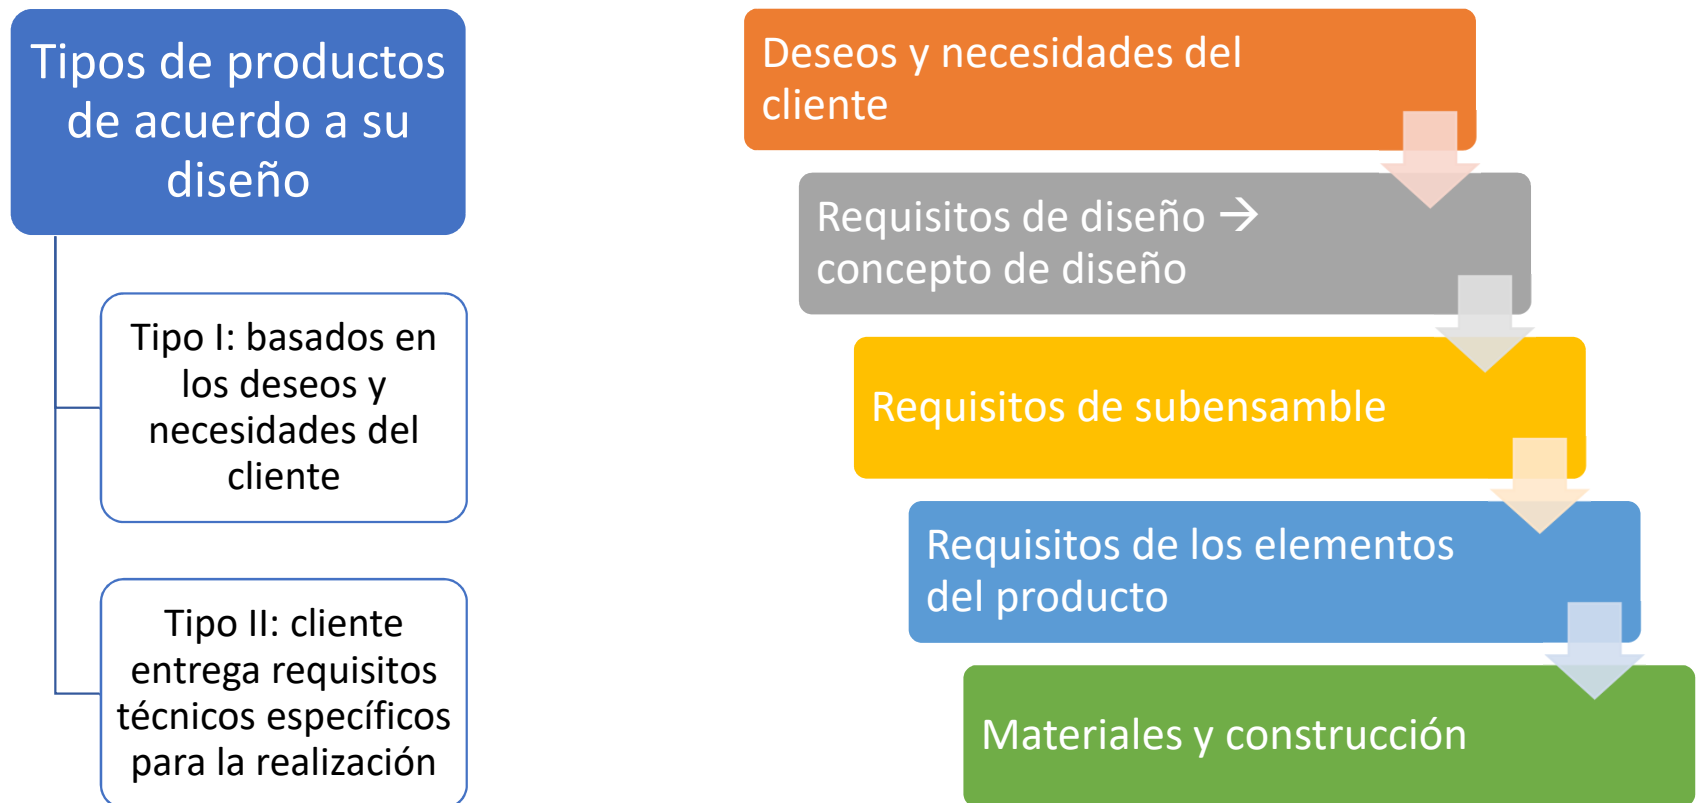 Tipos de productos
de acuerdo a su
diseño
Tipo I: basados en
los deseos y
necesidades del
cliente
Tipo II: cliente
entrega requisitos
técnicos específicos
para la realización
Deseos y necesidades del
cliente
Requisitos de diseño →
concepto de diseño
Requisitos de subensamble
Requisitos de los elementos
del producto
Materiales y construcción